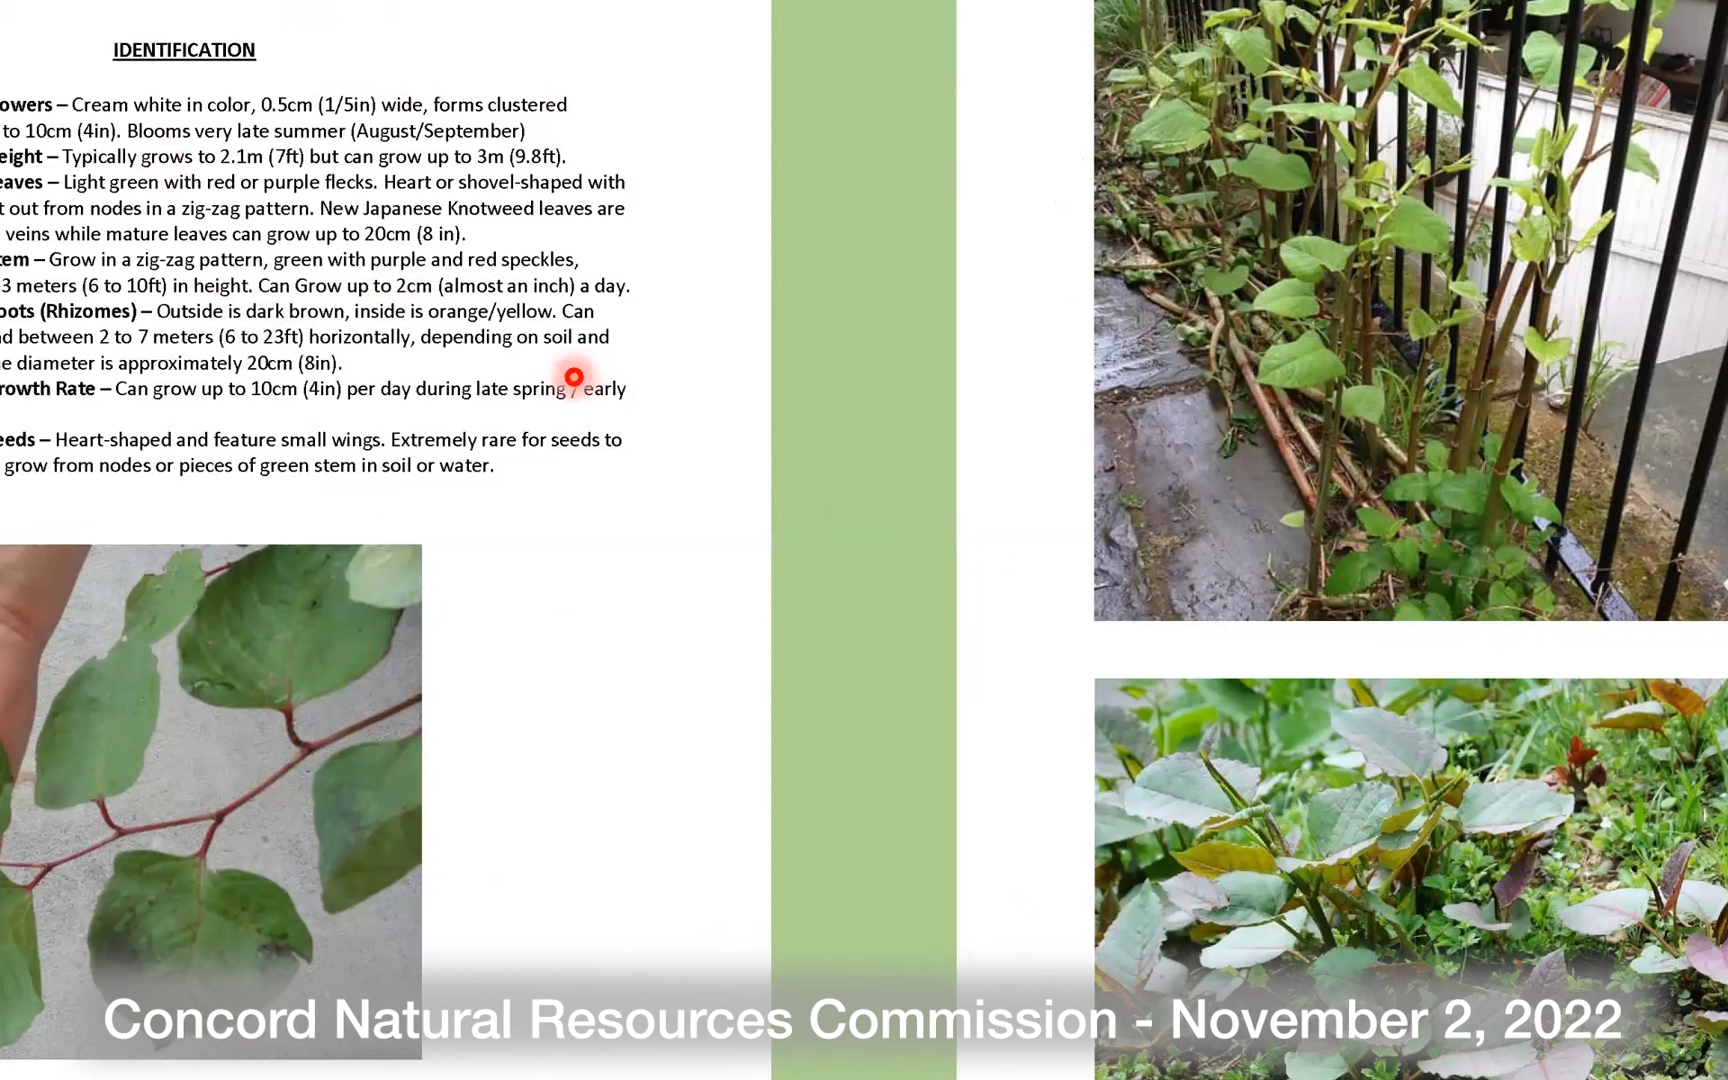 IDENTIFICATION
owers – Cream white in color, 0.5cm (1/5in) wide, forms clustered
to 10cm (4in). Blooms very late summer (August/September)
eight – Typically grows to 2.1m (7ft) but can grow up to 3m (9.8ft).
eaves – Light green with red or purple flecks. Heart or shovel-shaped with
t out from nodes in a zig-zag pattern. New Japanese Knotweed leaves are
veins while mature leaves can grow up to 20cm (8 in).
tem – Grow in a zig-zag pattern, green with purple and red speckles,
-3 meters (6 to 10ft) in height. Can Grow up to 2cm (almost an inch) a day.
oots (Rhizomes) – Outside is dark brown, inside is orange/yellow. Can
nd between 2 to 7 meters (6 to 23ft) horizontally, depending on soil and
e diameter is approximately 20cm (8in).
rowth Rate – Can grow up to 10cm (4in) per day during late spring / early
eeds – Heart-shaped and feature small wings. Extremely rare for seeds to
grow from nodes or pieces of green stem in soil or water.
Concord Natural Resources Commission - November 2, 2022